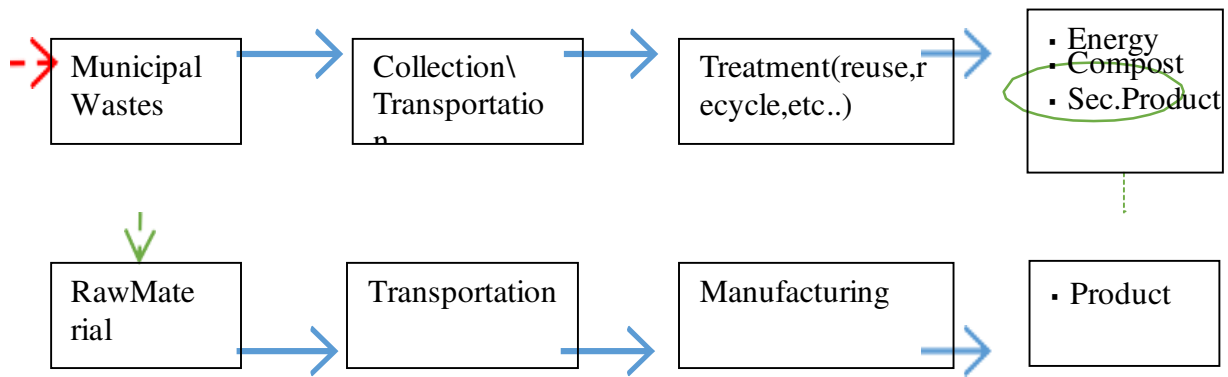 Municipal
Wastes
Collection\
Transportatio
n
Treatment(reuse,r
ecycle,etc..)
▪ Energy
▪ Compost
▪ Sec.Product
RawMate
rial
Transportation
Manufacturing
▪ Product